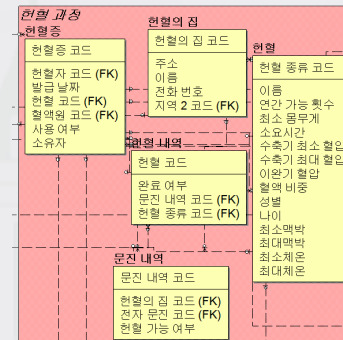 헌혈 과정
헌혈증
헌혈증 코드
헌혈자 코드 (FK)
발급 날짜
헌혈 코드 (FK)
혈액원 코드 (FK)
사용 여부
소유자
헌혈의 집
헌혈의 집 코드
주소
이름
전화 번호
지역 2 코드 (FK)
헌혈
헌혈 종류 코드
이름
연간 가능 횟수
최소 몸무게
소요시간
수축기 최소 혈압
수축기 최대 혈압
이완기 혈압
혈액 비중
성별
나이
최소맥박
최대맥박
최소체온
최대체온
헌혈 내역
헌혈 코드
완료 여부
문진 내역 코드 (FK)
헌혈 종류 코드 (FK)
문진 내역
문진 내역 코드
헌혈의 집 코드 (FK)
전자 문진 코드 (FK)
헌혈 가능 여부